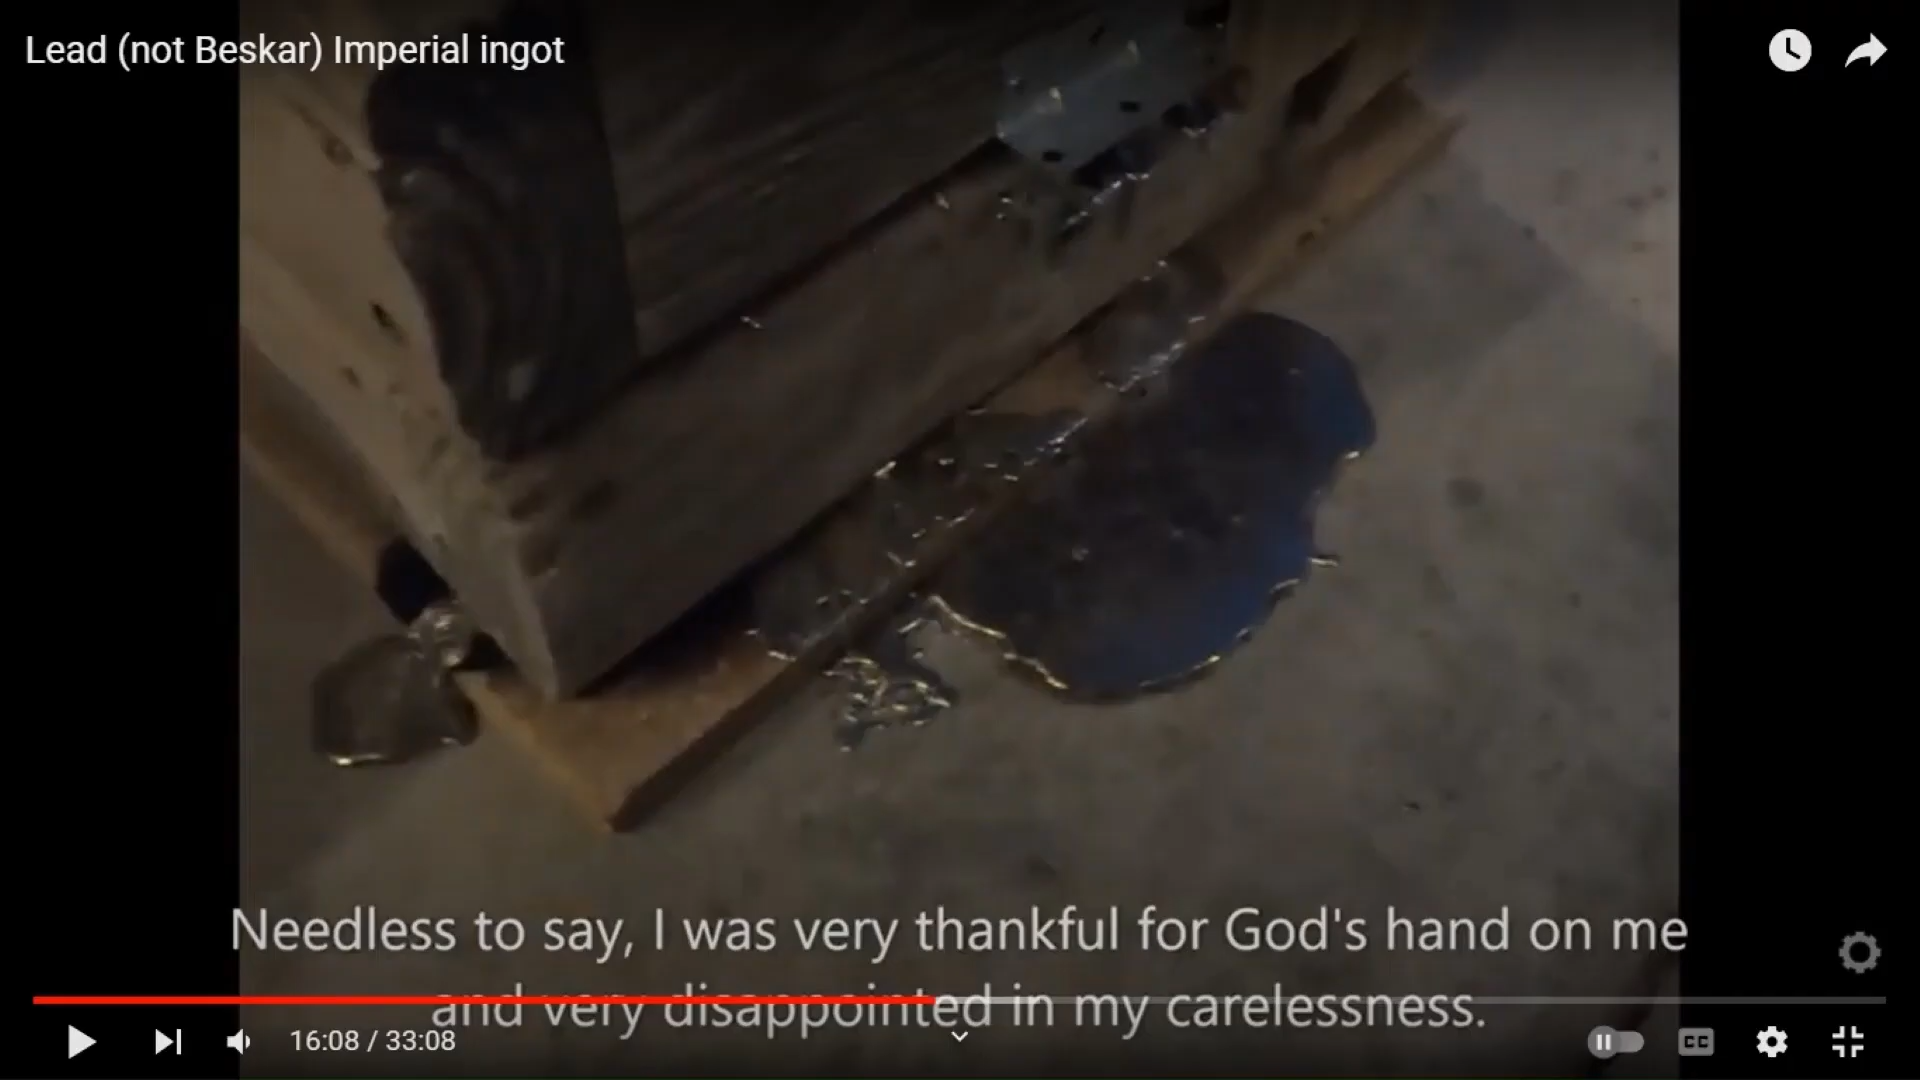 Lead (not Beskar) Imperial ingot
Needless to say, I was very thankful for God's hand on me
and very disappointed in my carelessness.
16:08 / 33:08
CC